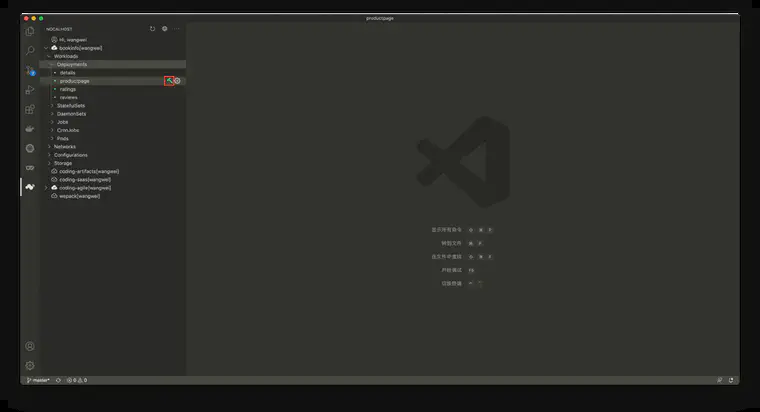 productpage
NOCALHOST
Hi, wangwei
bookinfo[wangwei]
Workloads
Deployments
details
productpage
ratings
reviews
StatefulSets
DaemonSets
Jobs
CronJobs
Pods
Networks
Configurations
Storage
coding-artifacts[wangwei]
coding-saas[wangwei]
coding-agile[wangwei]
wepack[wangwei]
显示所有命令
转到文件
在文件中查找
开始调试
切换终端
master*
0 0